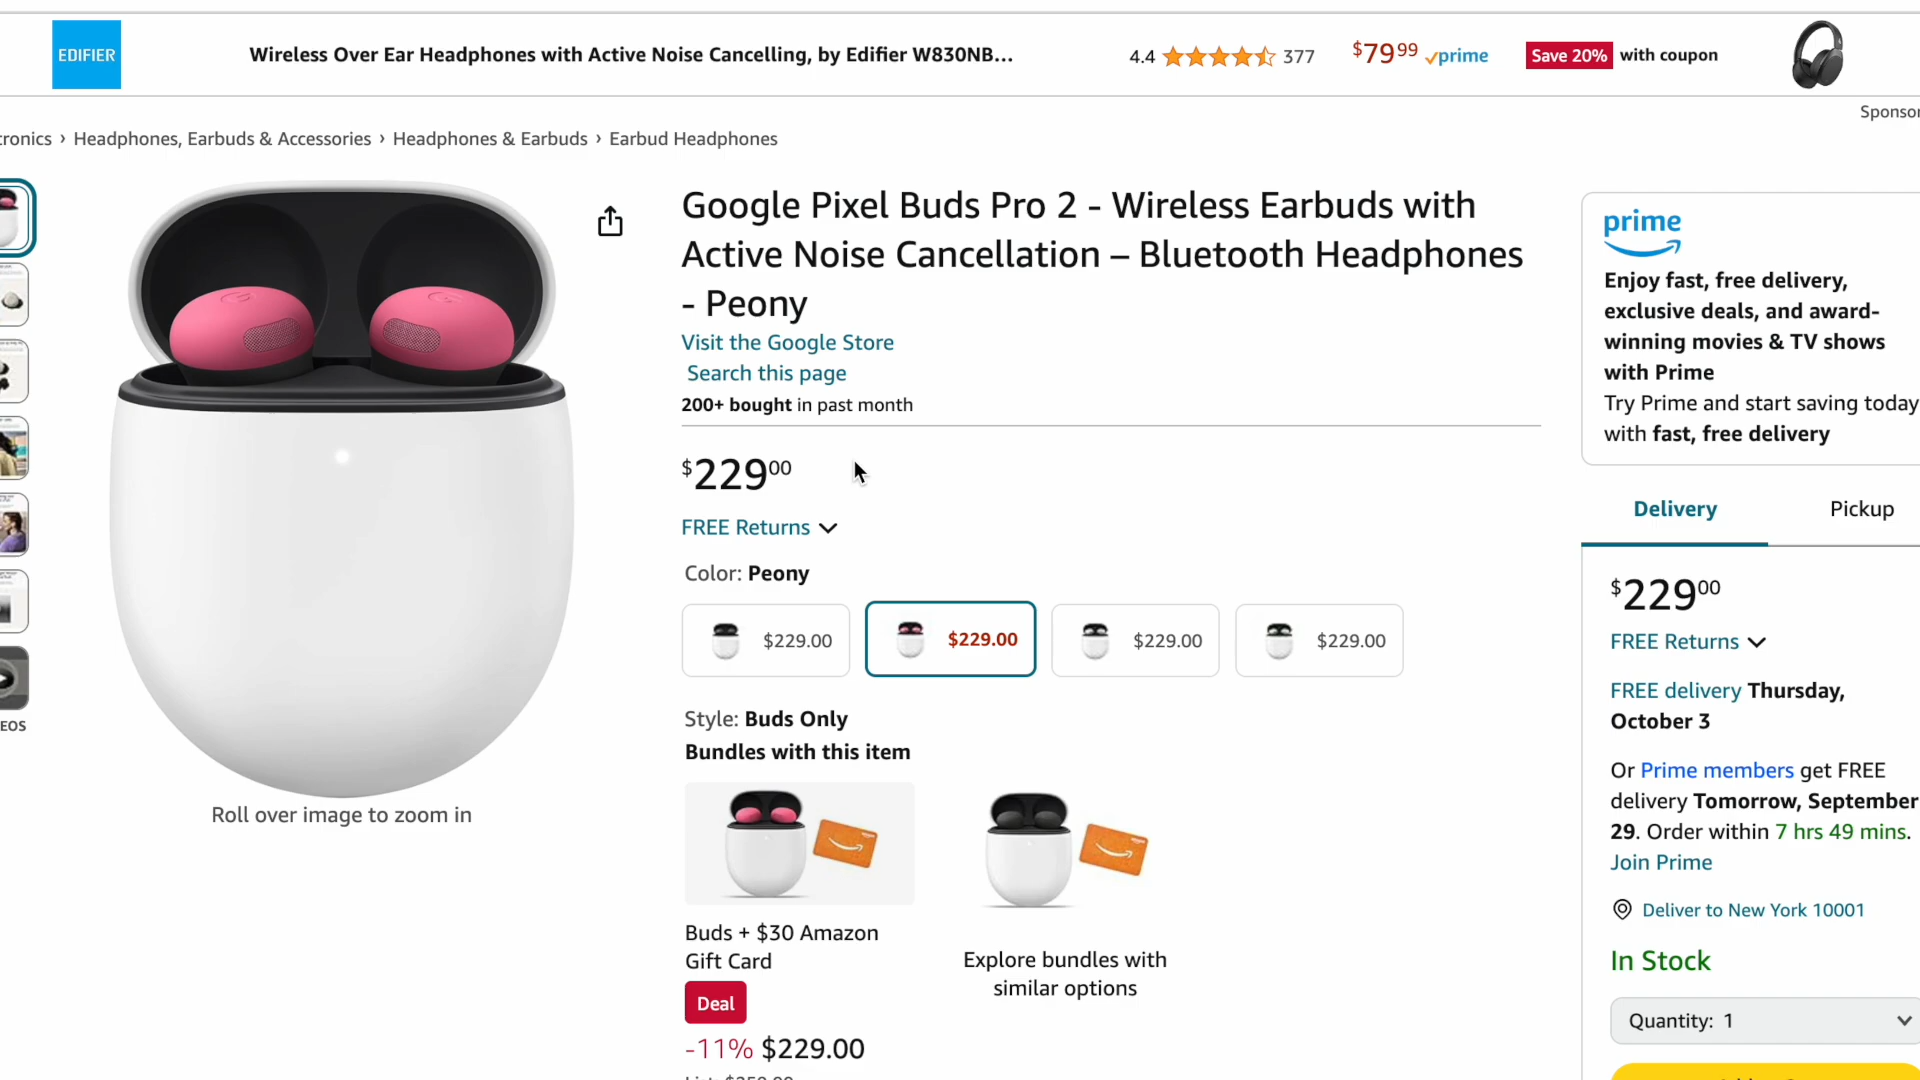 EDIFIER
Wireless Over Ear Headphones with Active Noise Cancelling, by Edifier W830NB...
4.4 377
$79 99 prime
Save 20% with coupon
Headphones, Earbuds & Accessories › Headphones & Earbuds › Earbud Headphones
Google Pixel Buds Pro 2 - Wireless Earbuds with
Active Noise Cancellation – Bluetooth Headphones
- Peony
Visit the Google Store
Search this page
200+ bought in past month
$229 00
FREE Returns
Color: Peony
$229.00
$229.00
$229.00
$229.00
Style: Buds Only
Bundles with this item
Buds + $30 Amazon
Gift Card
Deal
-11% $229.00
Explore bundles with
similar options
Roll over image to zoom in
prime
Enjoy fast, free delivery,
exclusive deals, and award-
winning movies & TV shows
with Prime
Try Prime and start saving today
with fast, free delivery
Delivery
Pickup
$229 00
FREE Returns
FREE delivery Thursday,
October 3
Or Prime members get FREE
delivery Tomorrow, September
29. Order within 7 hrs 49 mins.
Join Prime
Deliver to New York 10001
In Stock
Quantity: 1